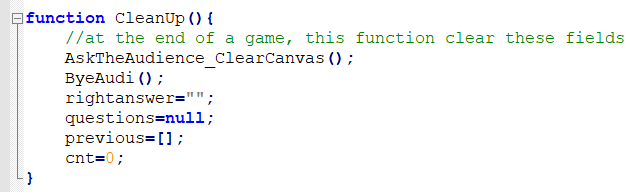 function CleanUp(){
//at the end of a game, this function clear these fields
AskTheAudience_ClearCanvas();
ByeAudi();
rightanswer="";
questions=null;
previous=[];
cnt=0;
}